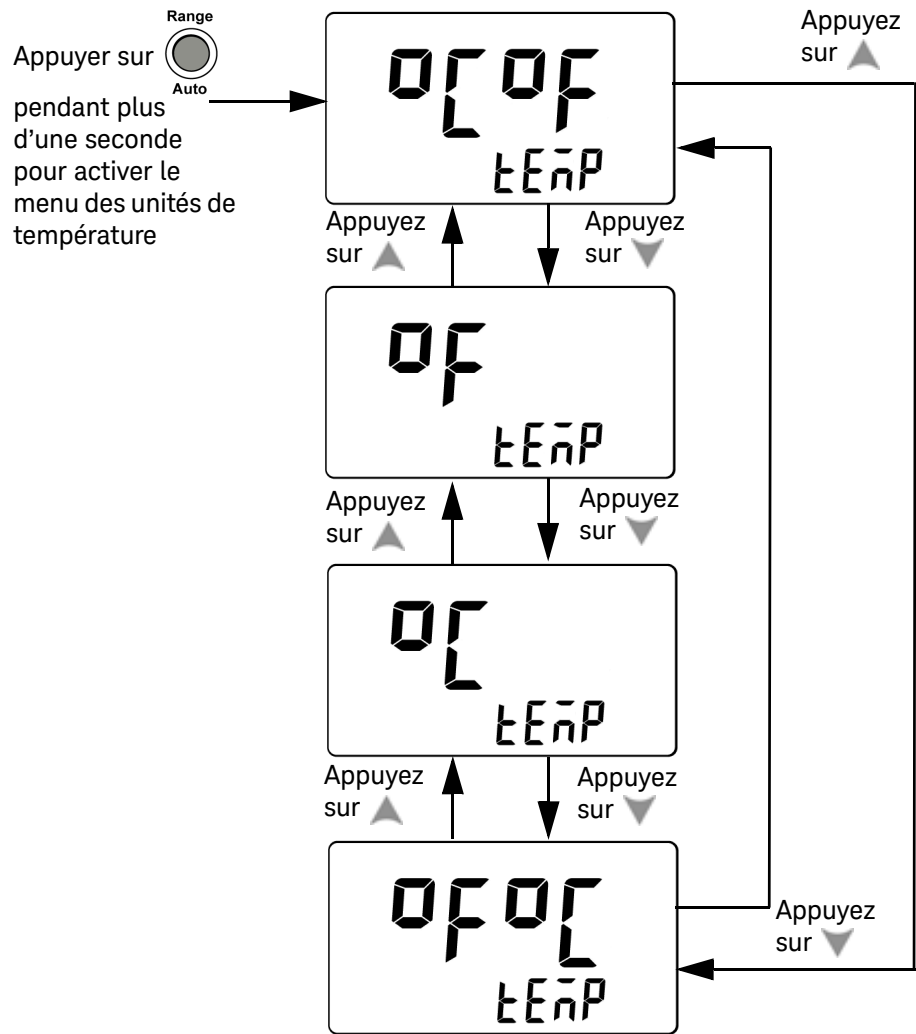 Range
Appuyer sur
Auto
pendant plus
d'une seconde
pour activer le
menu des unités de
température
°C°F
tEmP
Appuyez
sur
Appuyez
sur
Appuyez
sur
°F
tEmP
Appuyez
sur
Appuyez
sur
°C
tEmP
Appuyez
sur
Appuyez
sur
°F°C
tEmP
Appuyez
sur